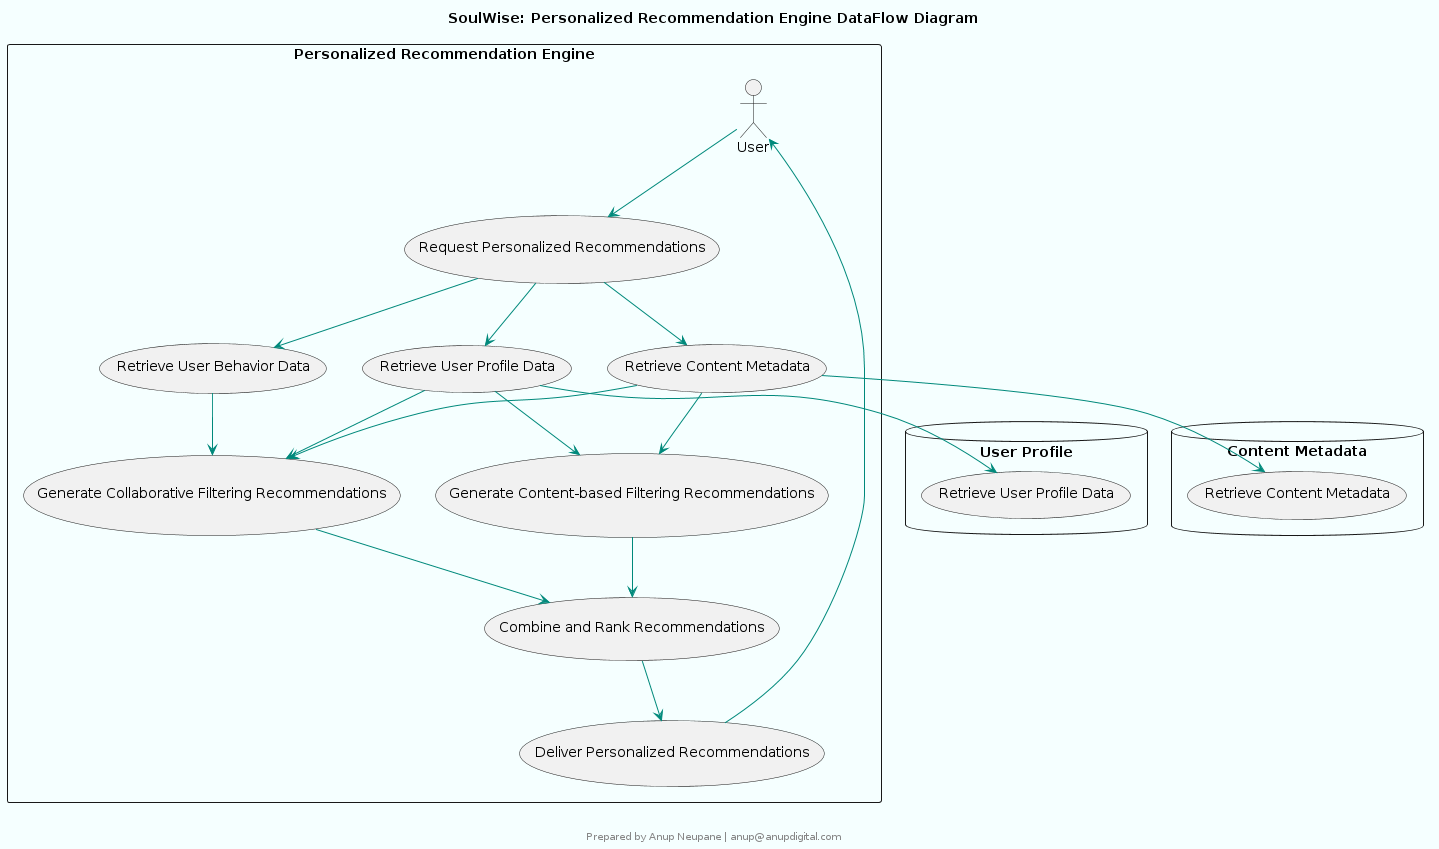 SoulWise: Personalized Recommendation Engine DataFlow Diagram
Personalized Recommendation Engine
User
Request Personalized Recommendations
Retrieve User Behavior Data
Retrieve User Profile Data
Retrieve Content Metadata
User Profile
Content Metadata
Generate Collaborative Filtering Recommendations
Generate Content-based Filtering Recommendations
Retrieve User Profile Data
Retrieve Content Metadata
Combine and Rank Recommendations
Deliver Personalized Recommendations
Prepared by Anup Neupane | anup@anupdigital.com